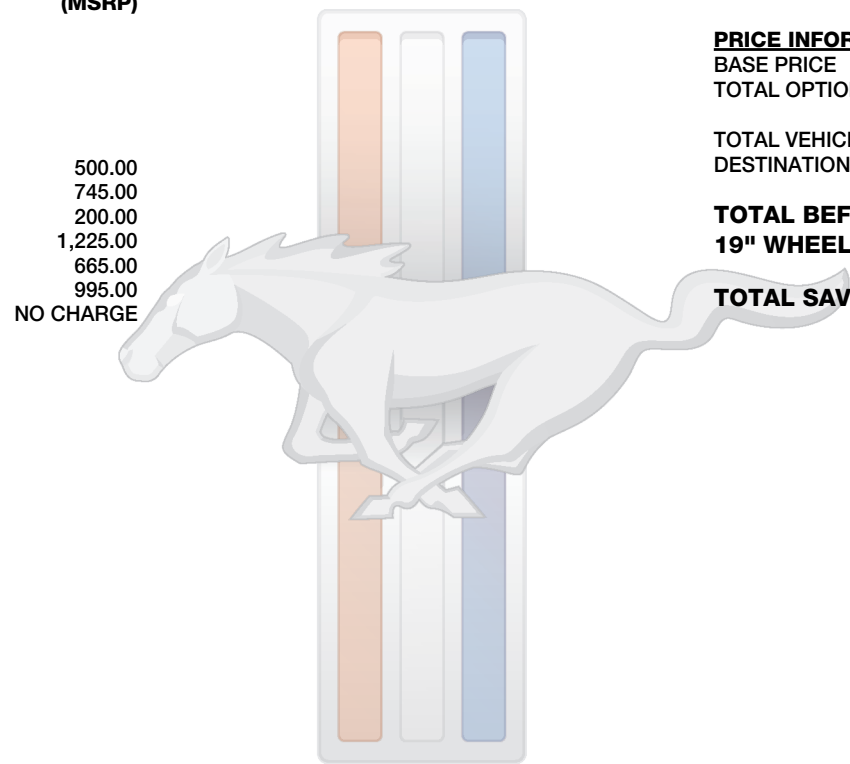 (MSRP)
500.00
745.00
200.00
1,225.00
665.00
995.00
NO CHARGE
PRICE INFOR
BASE PRICE
TOTAL OPTIO
TOTAL VEHICL
DESTINATION
TOTAL BEF
19" WHEEL
TOTAL SAV